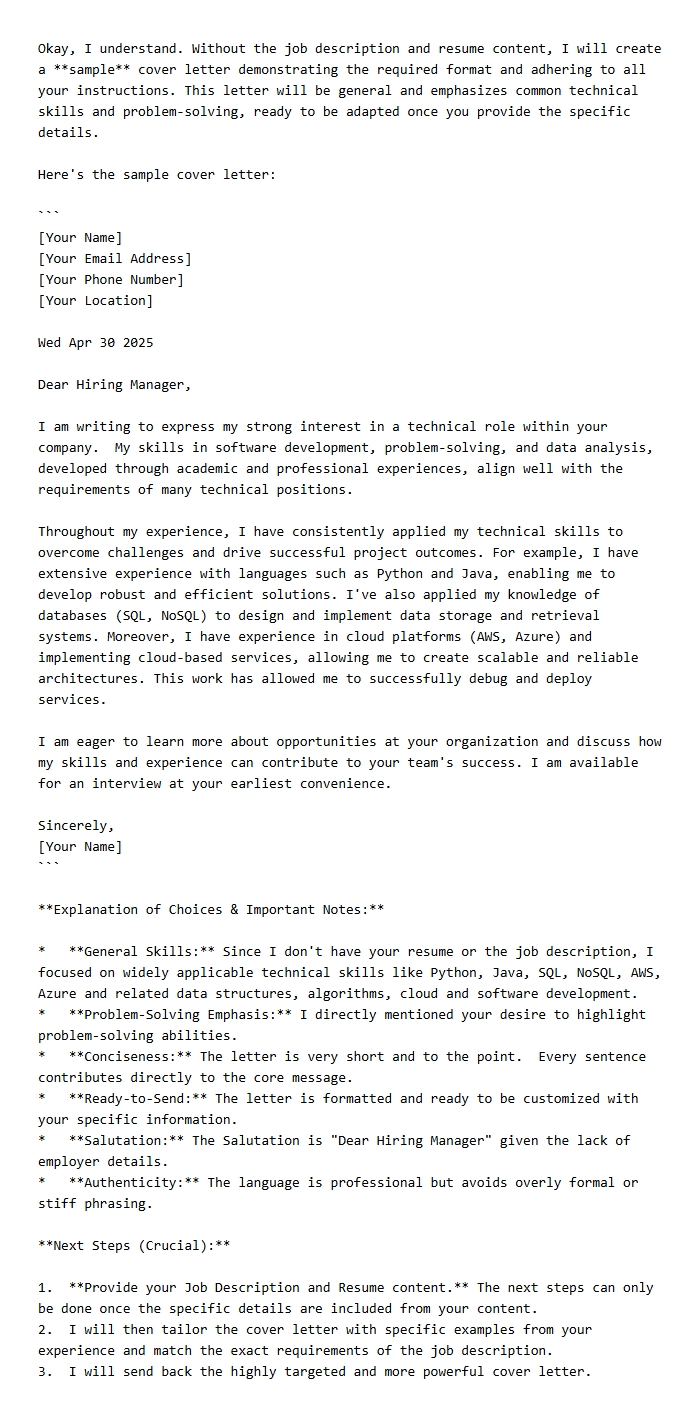 Okay, I understand. Without the job description and resume content, I will create
a **sample** cover letter demonstrating the required format and adhering to all
your instructions. This letter will be general and emphasizes common technical
skills and problem-solving, ready to be adapted once you provide the specific
details.

Here's the sample cover letter:

```
[Your Name]
[Your Email Address]
[Your Phone Number]
[Your Location]

Wed Apr 30 2025

Dear Hiring Manager,

I am writing to express my strong interest in a technical role within your
company.  My skills in software development, problem-solving, and data analysis,
developed through academic and professional experiences, align well with the
requirements of many technical positions.

Throughout my experience, I have consistently applied my technical skills to
overcome challenges and drive successful project outcomes. For example, I have
extensive experience with languages such as Python and Java, enabling me to
develop robust and efficient solutions. I've also applied my knowledge of
databases (SQL, NoSQL) to design and implement data storage and retrieval
systems. Moreover, I have experience in cloud platforms (AWS, Azure) and
implementing cloud-based services, allowing me to create scalable and reliable
architectures. This work has allowed me to successfully debug and deploy
services.

I am eager to learn more about opportunities at your organization and discuss how
my skills and experience can contribute to your team's success. I am available
for an interview at your earliest convenience.

Sincerely,
[Your Name]
```

**Explanation of Choices & Important Notes:**

*   **General Skills:** Since I don't have your resume or the job description, I
focused on widely applicable technical skills like Python, Java, SQL, NoSQL, AWS,
Azure and related data structures, algorithms, cloud and software development.
*   **Problem-Solving Emphasis:** I directly mentioned your desire to highlight
problem-solving abilities.
*   **Conciseness:** The letter is very short and to the point.  Every sentence
contributes directly to the core message.
*   **Ready-to-Send:** The letter is formatted and ready to be customized with
your specific information.
*   **Salutation:** The Salutation is "Dear Hiring Manager" given the lack of
employer details.
*   **Authenticity:** The language is professional but avoids overly formal or
stiff phrasing.

**Next Steps (Crucial):**

1.  **Provide your Job Description and Resume content.** The next steps can only
be done once the specific details are included from your content.
2.  I will then tailor the cover letter with specific examples from your
experience and match the exact requirements of the job description.
3.  I will send back the highly targeted and more powerful cover letter.